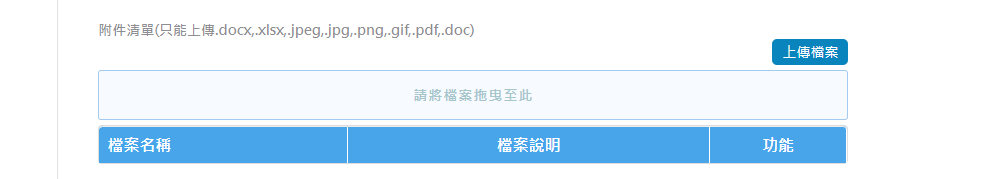 附件清單(只能上傳.docx,.xlsx,.jpeg,.jpg,.png,.gif,.pdf,.doc)
上傳檔案
請將檔案拖曳至此
檔案名稱 檔案說明 功能